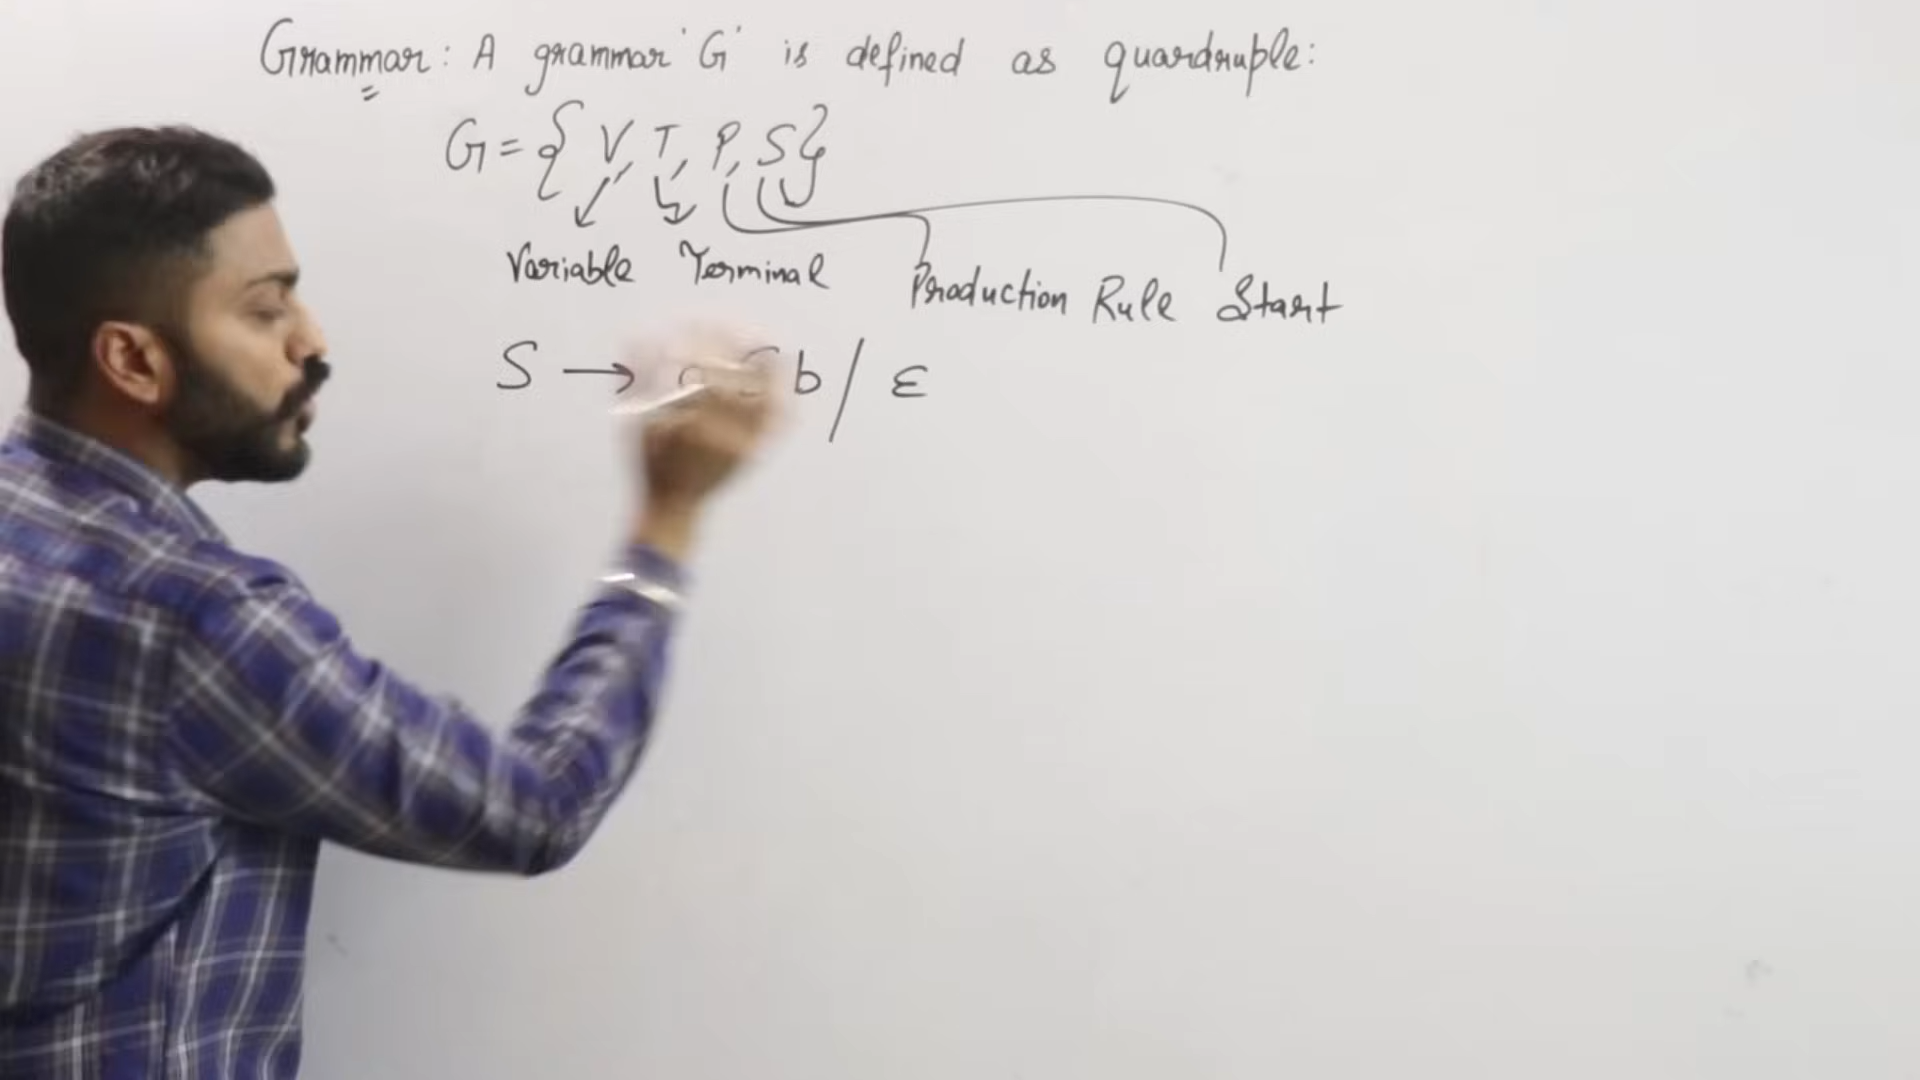 Grammar: A grammar 'G' is defined as quardruple:
G = { V, T, P, S }
Variable Terminal Production Rule Start
S → a S b / ε